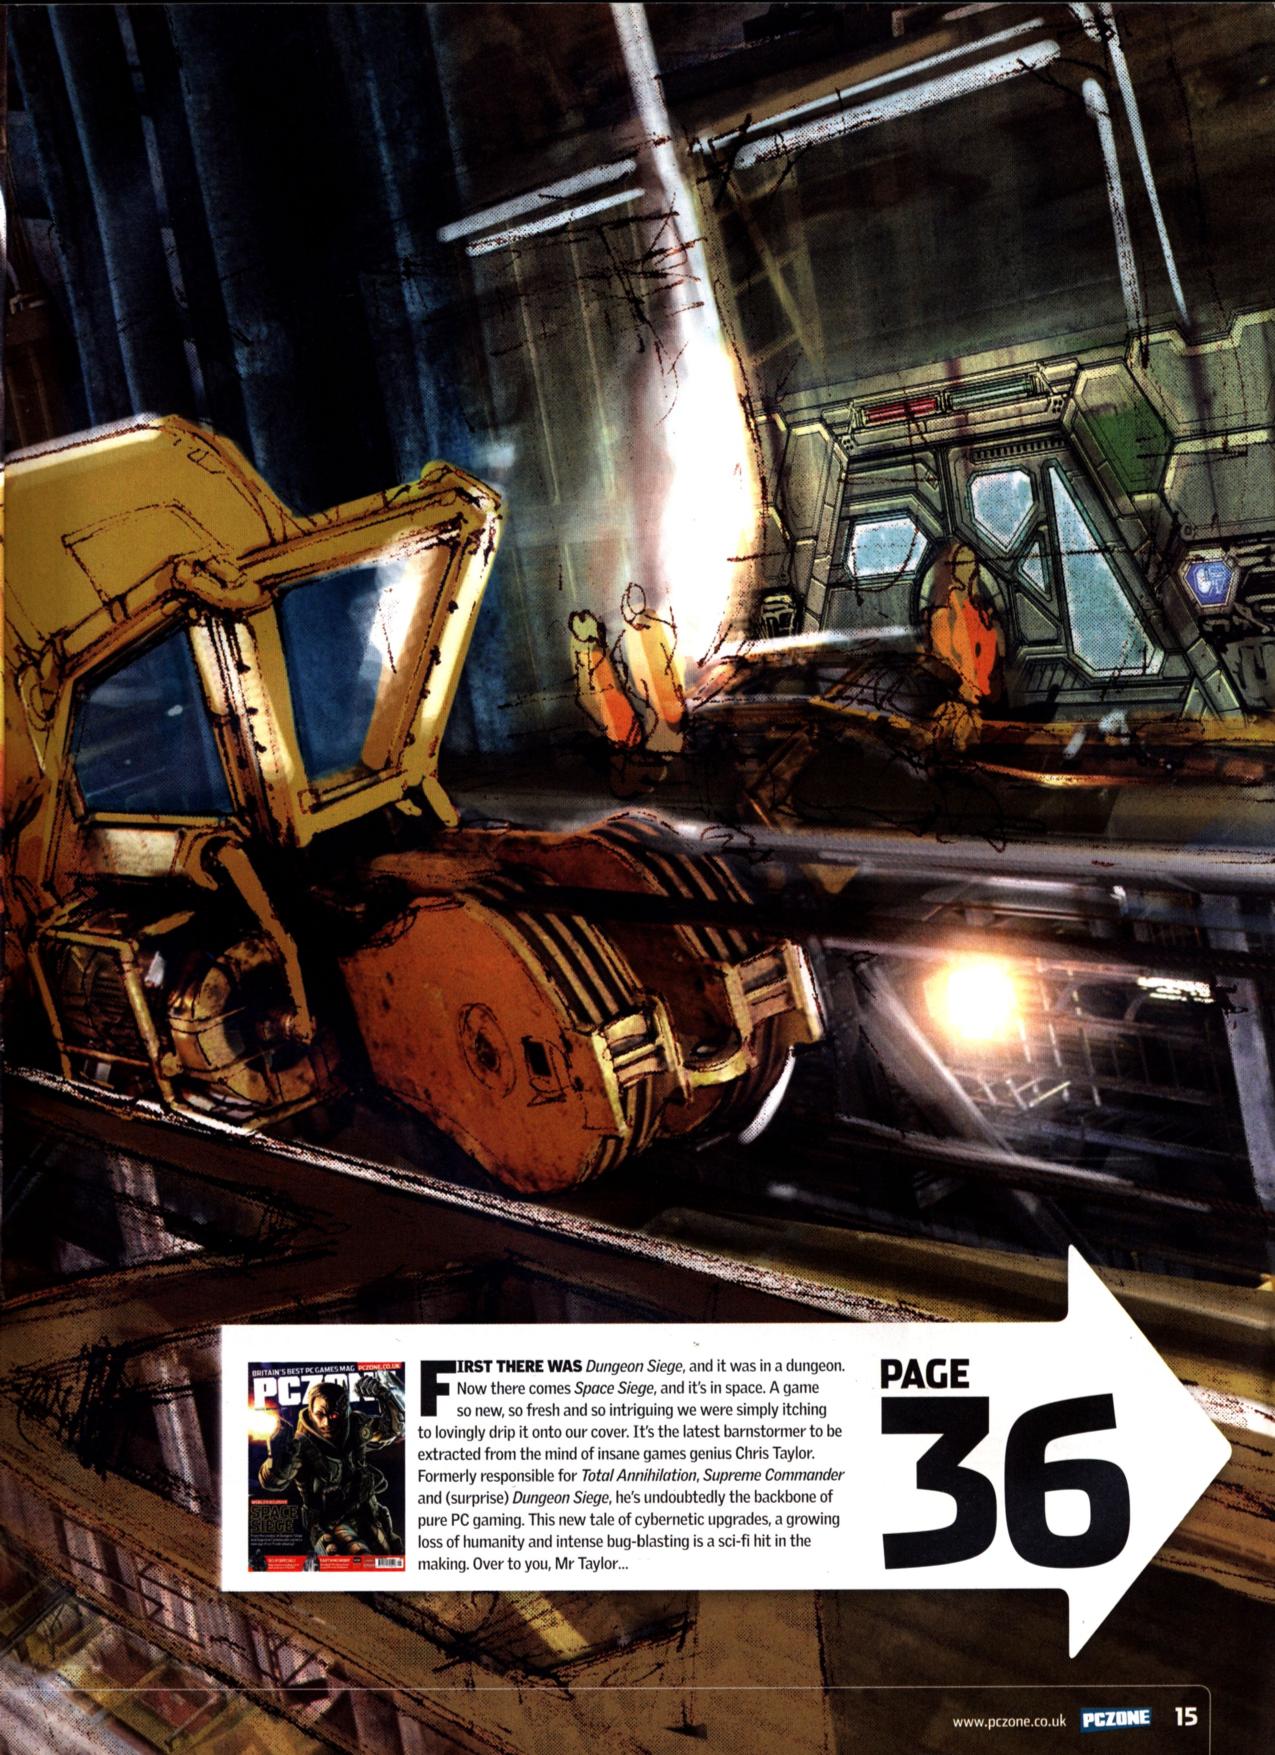 BRITAIN'S BEST PC GAMES MAG PCZONE.CO.UK
PCZONE
SPACE
SIEGE
FIRST THERE WAS Dungeon Siege, and it was in a dungeon.
Now there comes Space Siege, and it's in space. A game
so new, so fresh and so intriguing we were simply itching
to lovingly drip it onto our cover. It's the latest barnstormer to be
extracted from the mind of insane games genius Chris Taylor.
Formerly responsible for Total Annihilation, Supreme Commander
and (surprise) Dungeon Siege, he's undoubtedly the backbone of
pure PC gaming. This new tale of cybernetic upgrades, a growing
loss of humanity and intense bug-blasting is a sci-fi hit in the
making. Over to you, Mr Taylor...
PAGE
36
www.pczone.co.uk PCZONE 15